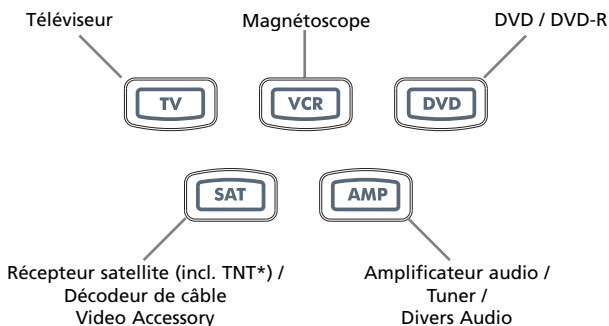 Téléviseur
Magnétoscope
DVD / DVD-R
TV
VCR
DVD
SAT
AMP
Récepteur satellite (incl. TNT*) /
Décodeur de câble
Video Accessory
Amplificateur audio /
Tuner /
Divers Audio